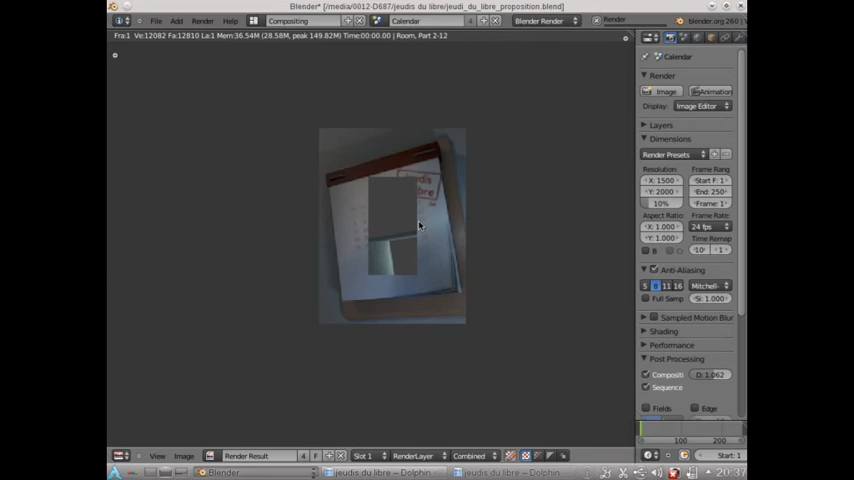 Blender* [/media/0012-D687/jeudis du libre/jeudi_du_libre_proposition.blend]
File Add Render Help Compositing Calendar 4 Render blender.org 260
Fra:1 Ve:12082 Fa:12810 La:1 Mem:36.54M (28.58M, peak 149.82M) Time:00:00.00 | Room, Part 2-12
Calendar
Render
Image Animation
Display: Image Editor
Layers
Dimensions
Render Presets
Resolution Frame Rang
X: 1500 Start F: 1
Y: 2000 End: 250
10% Frame: 1
Aspect Ratio: Frame Rate:
X: 1.000 24 fps
Y: 1.000 Time Remap
B
Anti-Aliasing
5 8 11 16 Mitchell-
Full Samp Si: 1.000
Sampled Motion Blur
Shading
Performance
Post Processing
Compositi D: 1.062
Sequence
Fields Edge
100 200
View Image Render Result 4 F Slot 1 RenderLayer Combined Start: 1
Blender jeudis du libre – Dolphin jeudis du libre – Dolphin 20:37